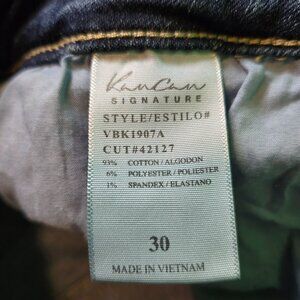 KanCan
SIGNATURE
STYLE/ESTILO#
VBK1907A
CUT#42127
93% COTTON / ALGODON
6% POLYESTER / POLIESTER
1% SPANDEX / ELASTANO
30
MADE IN VIETNAM